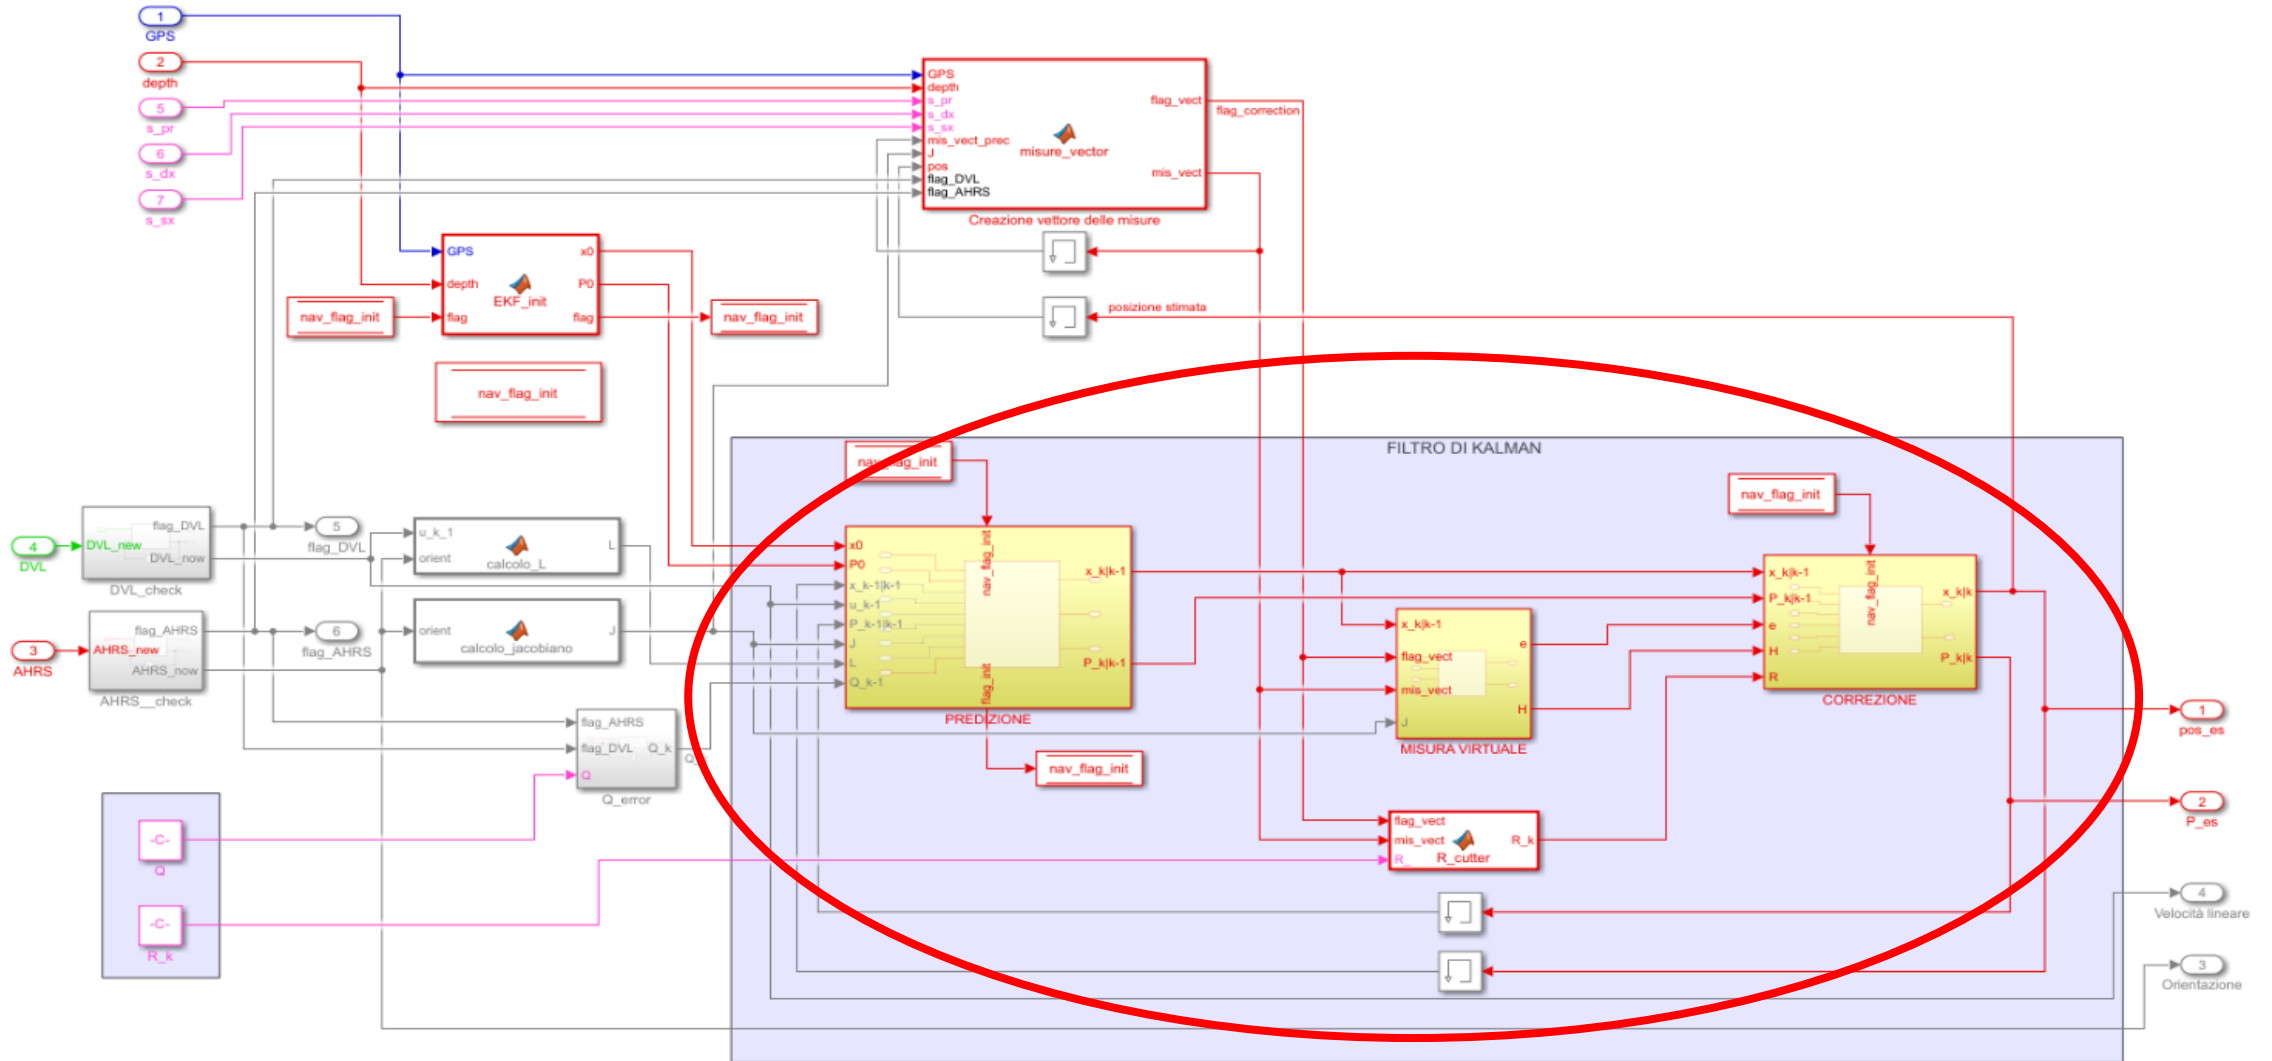 1
GPS
2
depth
5
s_pr
6
s_dx
7
s_sx
GPS
depth
s_pr
s_dx
s_sx
mis_vect_prec
J
pos
flag_DVL
flag_AHRS
misure_vector
flag_vect
mis_vect
Creazione vettore delle misure
flag_correction
GPS
depth
flag
EKF_init
x0
P0
flag
nav_flag_init
nav_flag_init
nav_flag_init
posizione stimata
FILTRO DI KALMAN
nav_flag_init
nav_flag_init
4
DVL
DVL_new
flag_DVL
DVL_now
DVL_check
5
flag_DVL
u_k_1
orient
L
calcolo_L
3
AHRS
AHRS_new
flag_AHRS
AHRS_now
AHRS__check
6
flag_AHRS
orient
J
calcolo_jacobiano
flag_AHRS
flag_DVL
Q
Q_k
Q_error
-C-
Q
-C-
R_k
x0
P0
x_k-1|k-1
u_k-1
P_k-1|k-1
J
L
Q_k-1
nav_flag_init
flag_init
x_k|k-1
P_k|k-1
PREDIZIONE
nav_flag_init
x_k|k-1
flag_vect
mis_vect
J
e
H
MISURA VIRTUALE
flag_vect
mis_vect
R_
R_k
R_cutter
x_k|k-1
P_k|k-1
e
H
R
nav_flag_init
x_k|k
P_k|k
CORREZIONE
1
pos_es
2
P_es
4
Velocità lineare
3
Orientazione